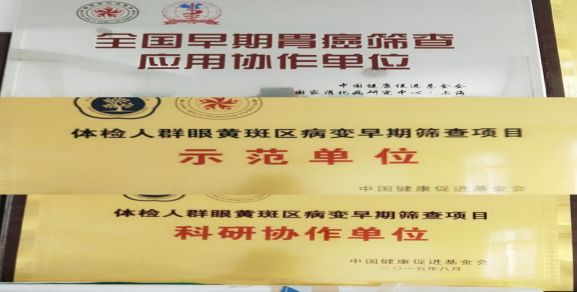 全国早期胃癌筛查
应用协作单位
中国健康促进基金会
国家消化病研究中心·上海
体检人群眼黄斑区病变早期筛查项目
示范单位
中国健康促进基金会
体检人群眼黄斑区病变早期筛查项目
科研协作单位
中国健康促进基金会
二〇一五年八月